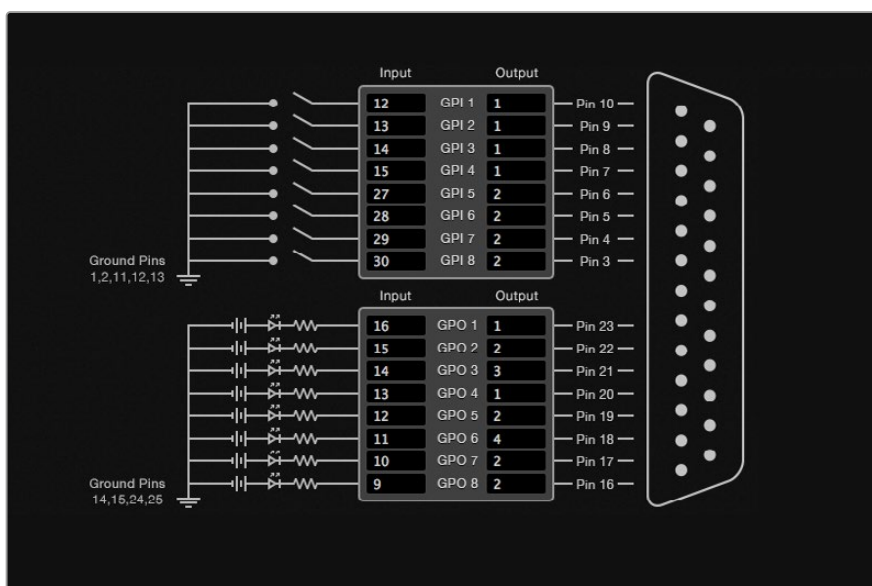 Input Output
12 GPI 1 1 Pin 10
13 GPI 2 1 Pin 9
14 GPI 3 1 Pin 8
15 GPI 4 1 Pin 7
27 GPI 5 2 Pin 6
28 GPI 6 2 Pin 5
29 GPI 7 2 Pin 4
30 GPI 8 2 Pin 3
Ground Pins
1,2,11,12,13
Input Output
16 GPO 1 1 Pin 23
15 GPO 2 2 Pin 22
14 GPO 3 3 Pin 21
13 GPO 4 1 Pin 20
12 GPO 5 2 Pin 19
11 GPO 6 4 Pin 18
10 GPO 7 2 Pin 17
9 GPO 8 2 Pin 16
Ground Pins
14,15,24,25